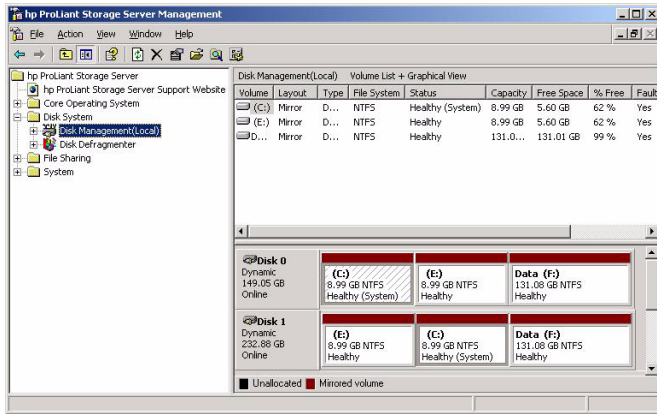 hp ProLiant Storage Server Management
File Action View Window Help
hp ProLiant Storage Server
hp ProLiant Storage Server Support Website
Core Operating System
Disk System
Disk Management(Local)
Disk Defragmenter
File Sharing
System
Disk Management(Local) Volume List + Graphical View
Volume Layout Type File System Status Capacity Free Space % Free Fault
(C:) Mirror D... NTFS Healthy (System) 8.99 GB 5.60 GB 62 % Yes
(E:) Mirror D... NTFS Healthy 8.99 GB 5.60 GB 62 % Yes
D... Mirror D... NTFS Healthy 131.0... 131.01 GB 99 % Yes
Disk 0
Dynamic
149.05 GB
Online
(C:)
8.99 GB NTFS
Healthy (System)
(E:)
8.99 GB NTFS
Healthy
Data (F:)
131.08 GB NTFS
Healthy
Disk 1
Dynamic
232.88 GB
Online
(E:)
8.99 GB NTFS
Healthy
(C:)
8.99 GB NTFS
Healthy (System)
Data (F:)
131.08 GB NTFS
Healthy
Unallocated Mirrored volume